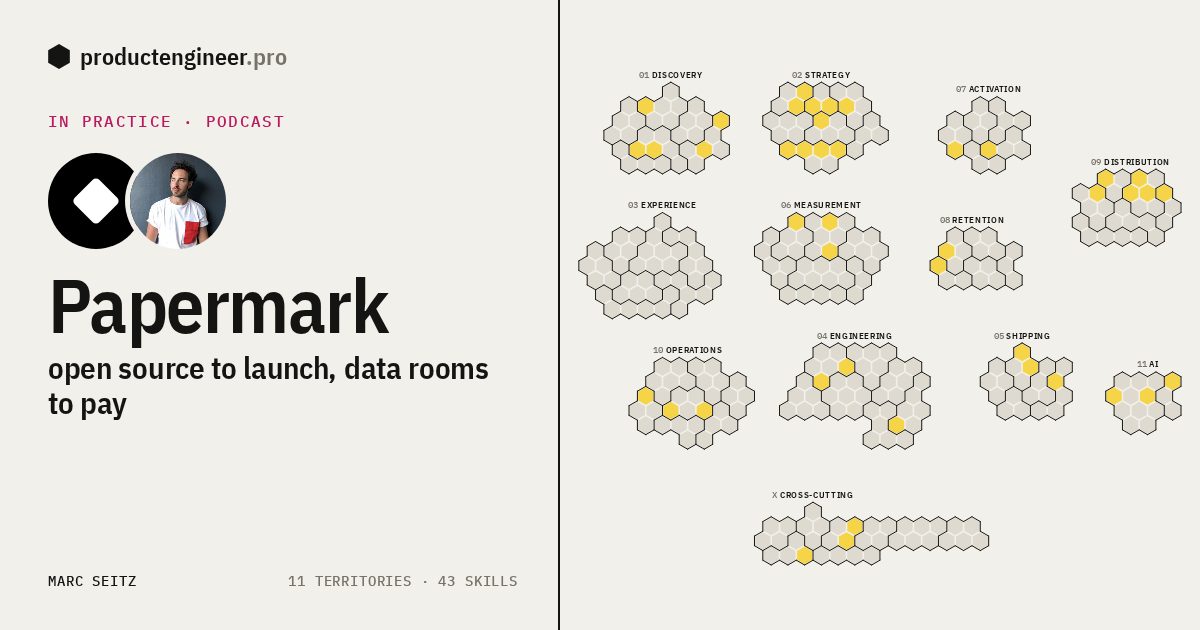 productengineer.pro
IN PRACTICE · PODCAST
Papermark
open source to launch, data rooms
to pay
MARC SEITZ
11 TERRITORIES · 43 SKILLS
01 DISCOVERY
02 STRATEGY
07 ACTIVATION
09 DISTRIBUTION
03 EXPERIENCE
06 MEASUREMENT
08 RETENTION
10 OPERATIONS
04 ENGINEERING
05 SHIPPING
11 AI
X CROSS-CUTTING